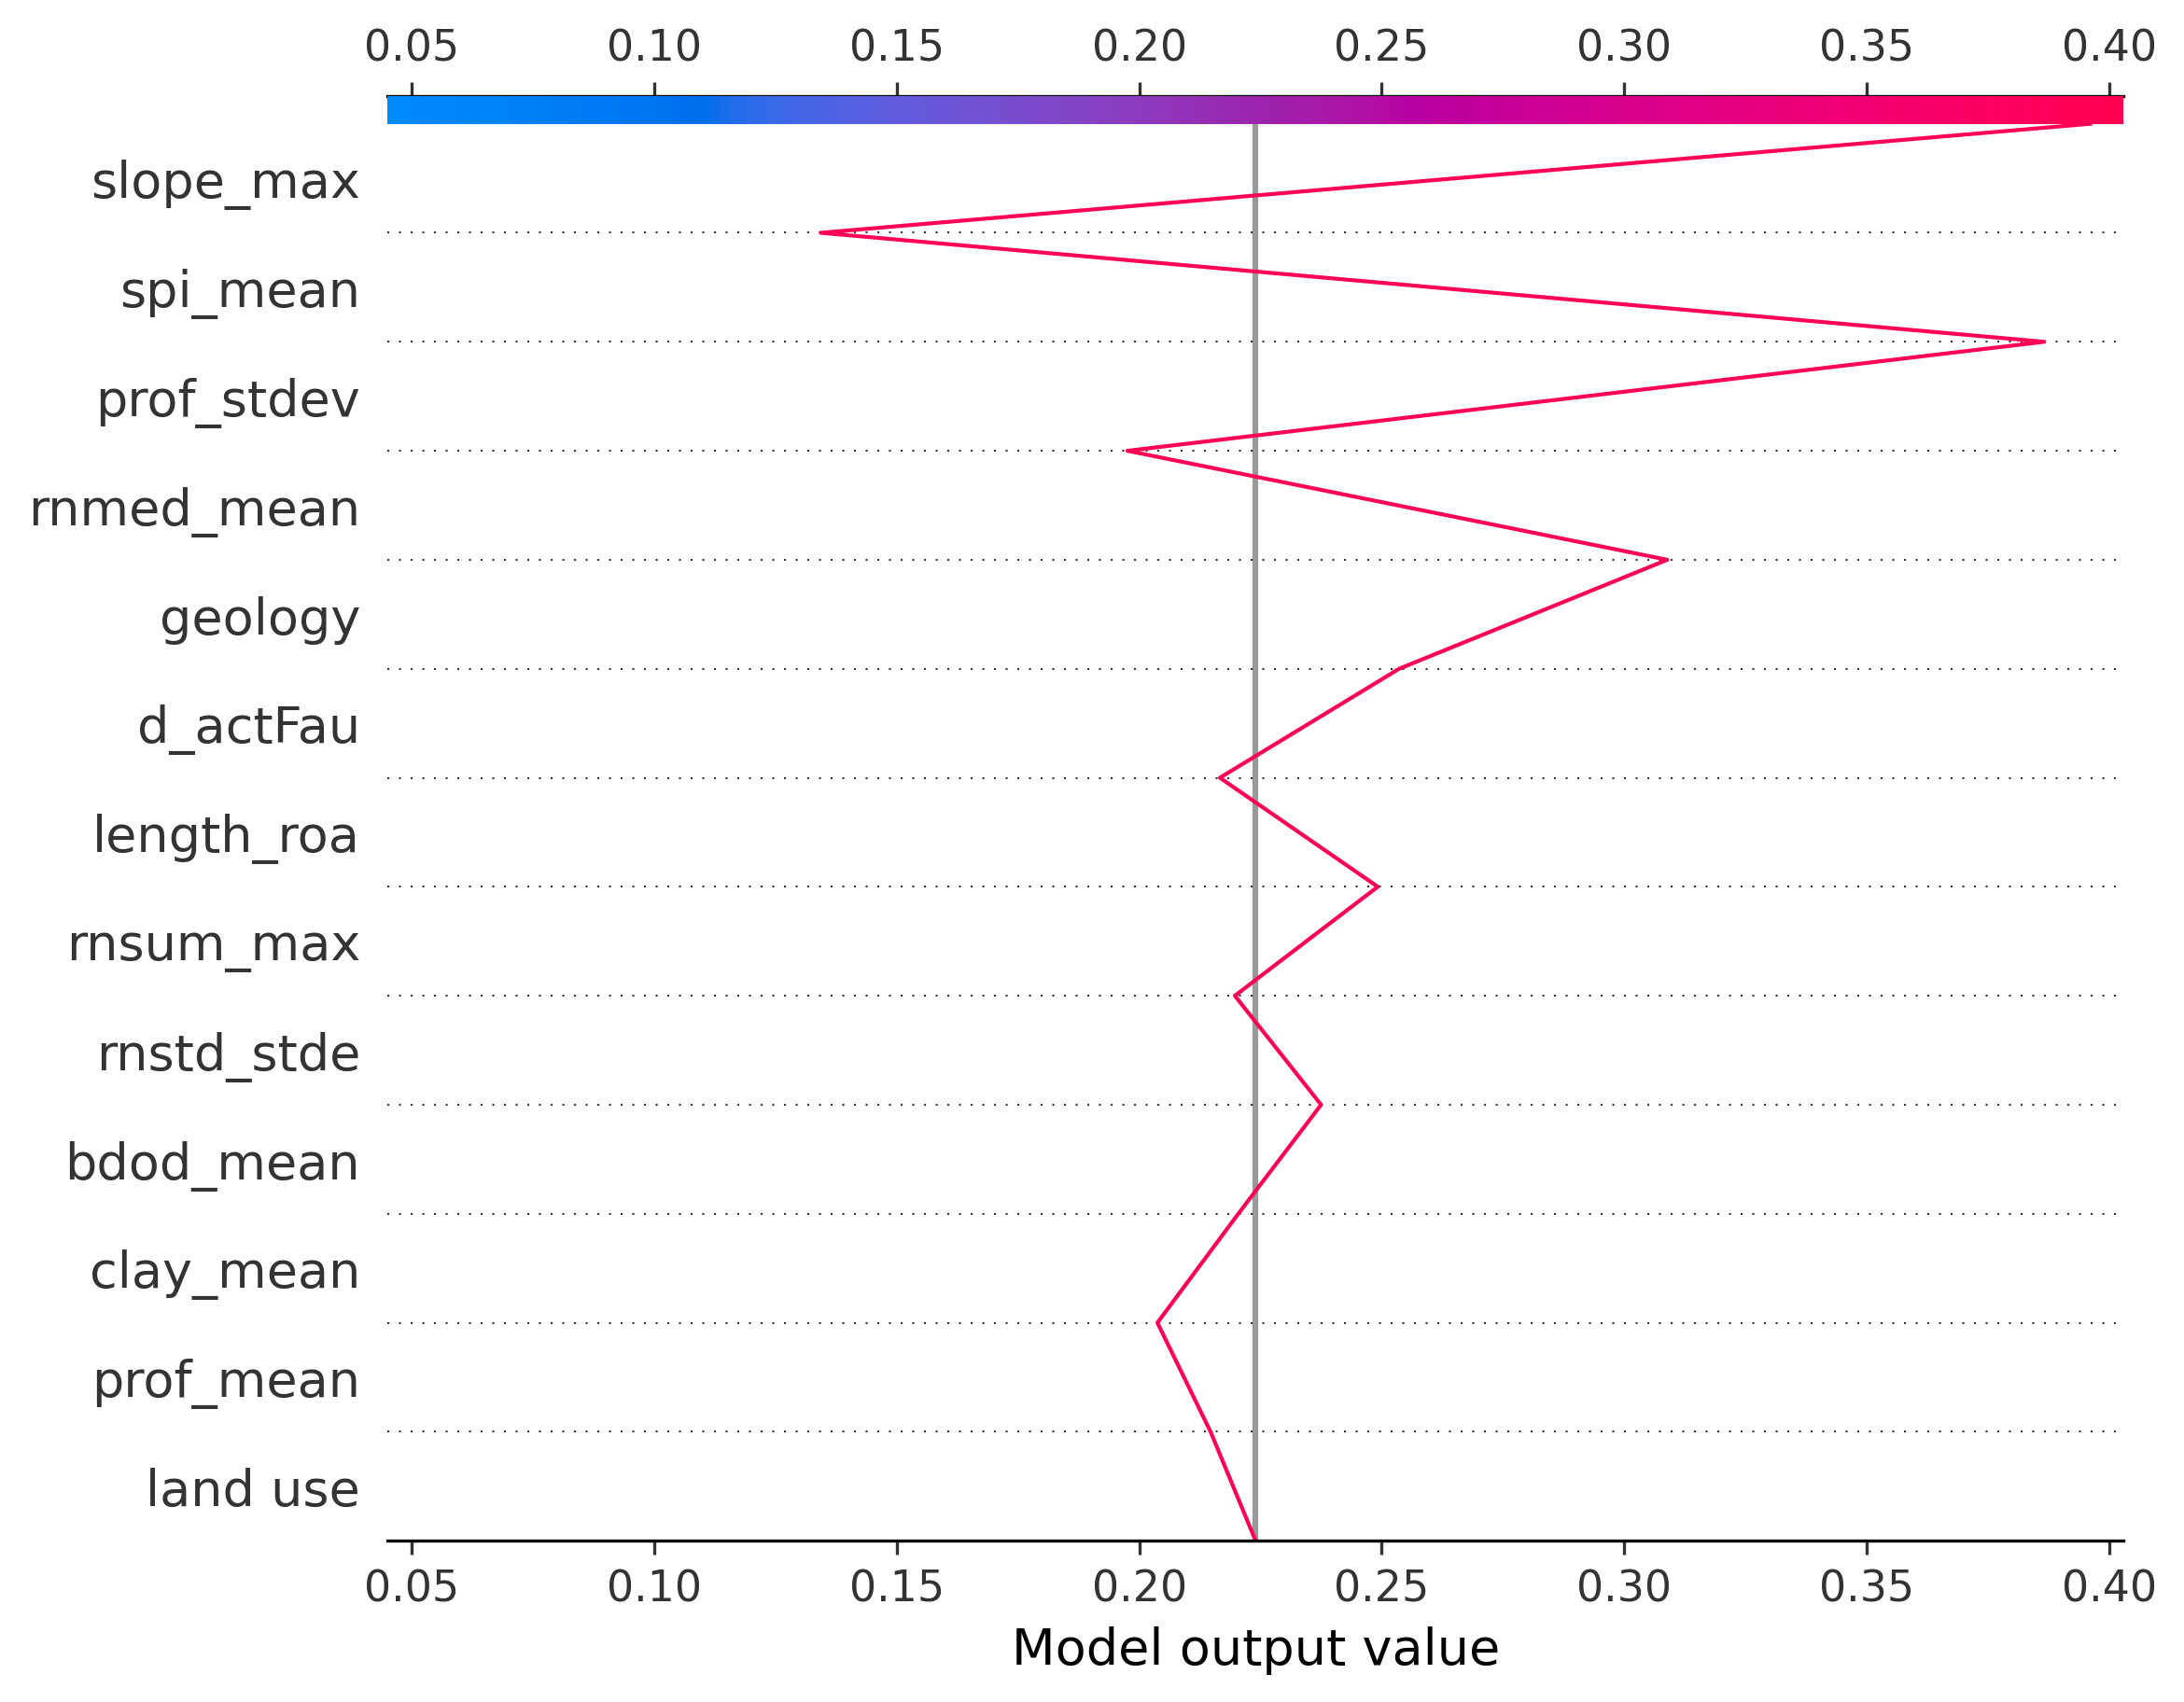 0.05 0.10 0.15 0.20 0.25 0.30 0.35 0.40
slope_max
spi_mean
prof_stdev
rnmed_mean
geology
d_actFau
length_roa
rnsum_max
rnstd_stde
bdod_mean
clay_mean
prof_mean
land use
0.05 0.10 0.15 0.20 0.25 0.30 0.35 0.40
Model output value